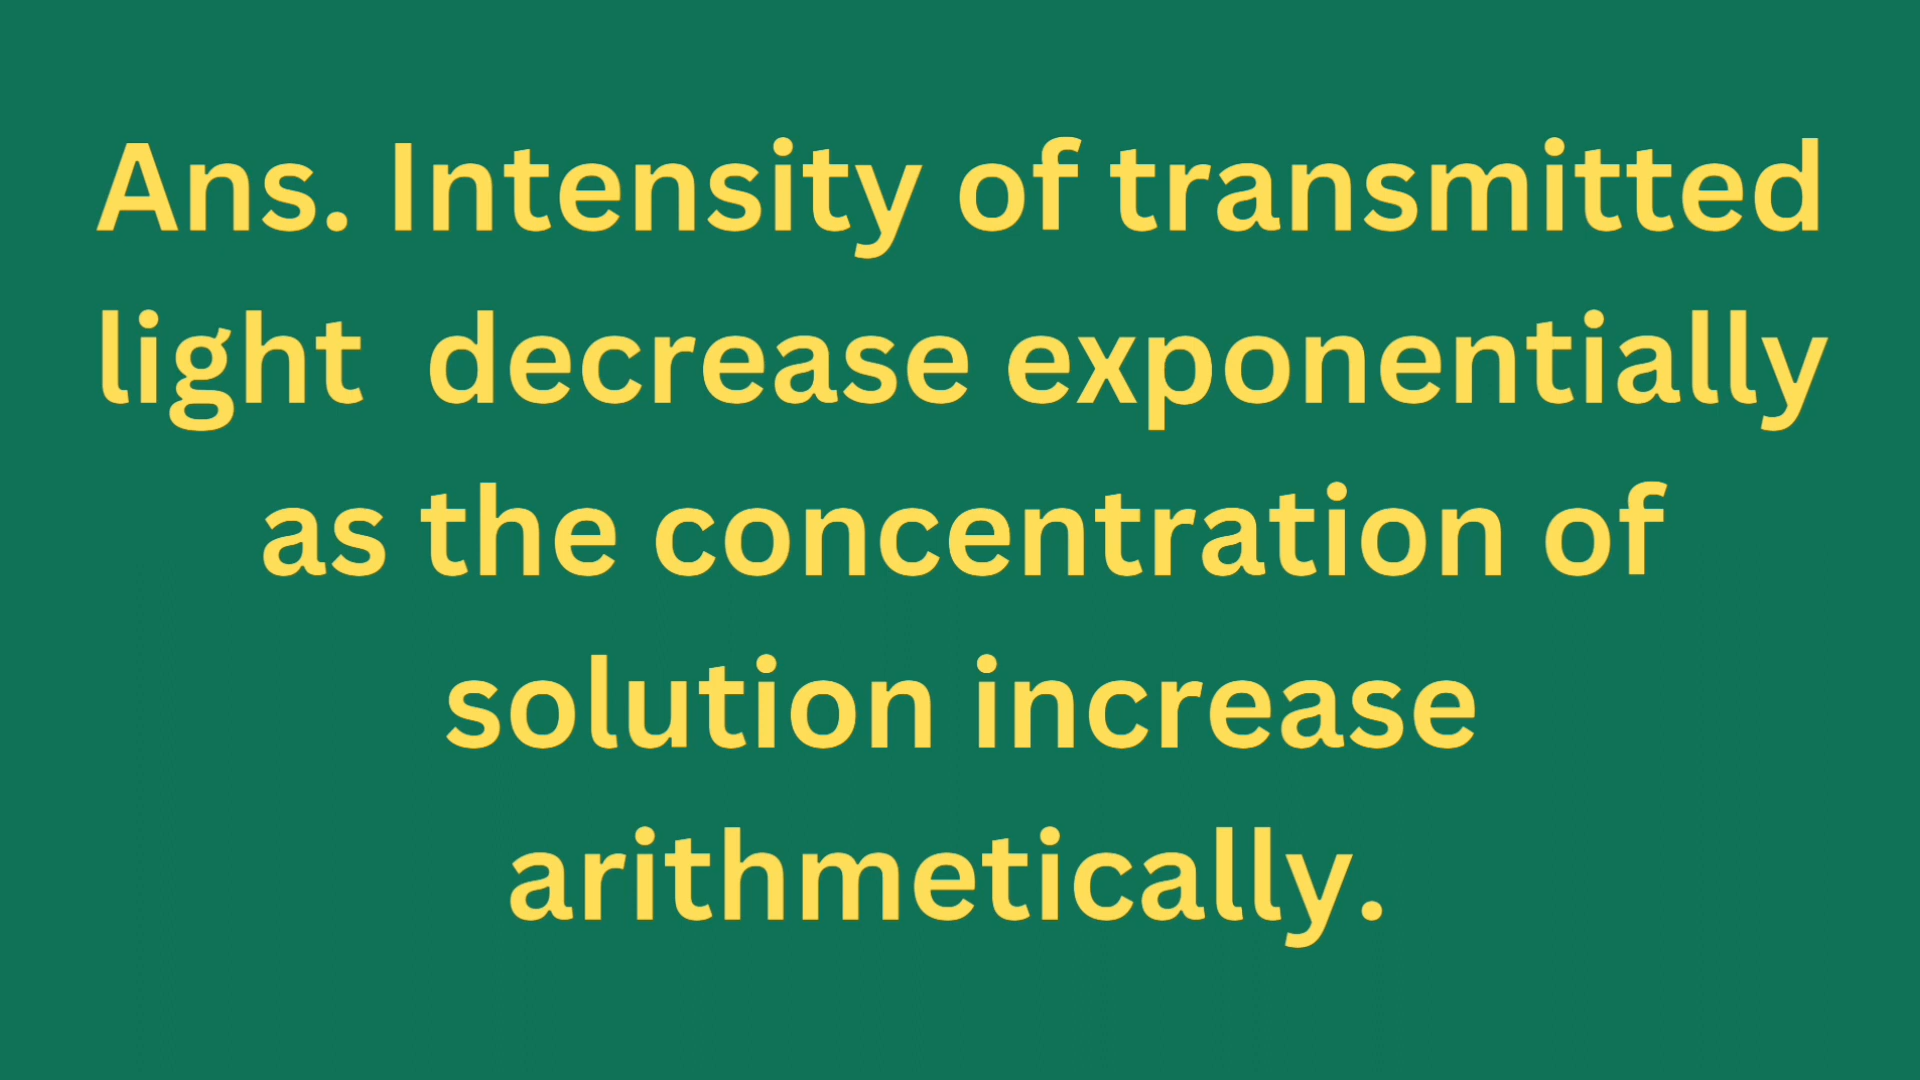 Ans. Intensity of transmitted
light  decrease exponentially
as the concentration of
solution increase
arithmetically.